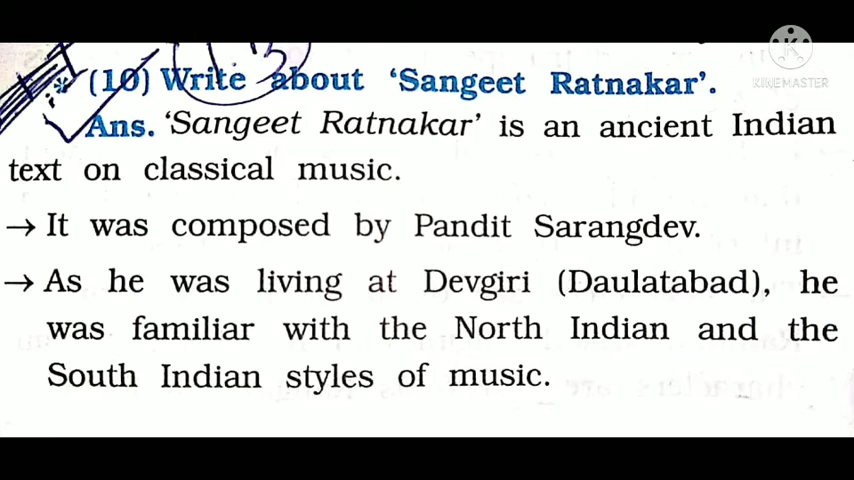 (10) Write about ‘Sangeet Ratnakar’.
Ans. ‘Sangeet Ratnakar’ is an ancient Indian
text on classical music.
→ It was composed by Pandit Sarangdev.
→ As he was living at Devgiri (Daulatabad), he
was familiar with the North Indian and the
South Indian styles of music.
KINEMASTER